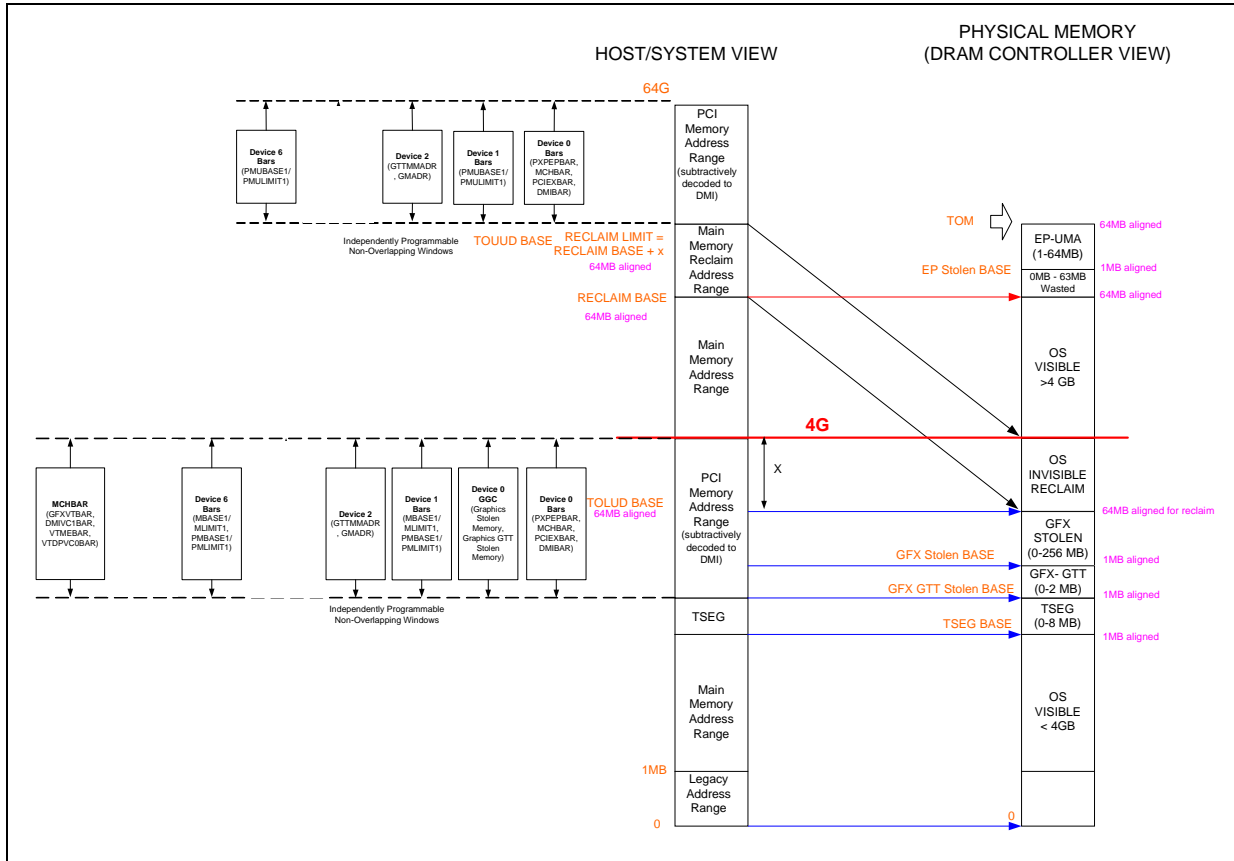 PHYSICAL MEMORY
(DRAM CONTROLLER VIEW)
HOST/SYSTEM VIEW
64G
PCI
Memory
Address
Range
(subtractively
decoded to
DMI)
Device 6
Bars
(PMUBASE1/
PMULIMIT1)
Device 2
(GTTMMADR
, GMADR)
Device 1
Bars
(PMUBASE1/
PMULIMIT1)
Device 0
Bars
(PXPEPBAR,
MCHBAR,
PCIEXBAR,
DMIBAR)
TOM
64MB aligned
Independently Programmable
Non-Overlapping Windows
TOUUD BASE
RECLAIM LIMIT =
RECLAIM BASE + x
64MB aligned
Main
Memory
Reclaim
Address
Range
EP-UMA
(1-64MB)
EP Stolen BASE
1MB aligned
0MB - 63MB
Wasted
RECLAIM BASE
64MB aligned
64MB aligned
Main
Memory
Address
Range
OS
VISIBLE
>4 GB
4G
X
MCHBAR
(GFXVTBAR,
DMIVC1BAR,
VTMEBAR,
VTDPVC0BAR)
Device 6
Bars
(MBASE1/
MLIMIT1,
PMBASE1/
PMLIMIT1)
Device 2
(GTTMMADR
, GMADR)
Device 1
Bars
(MBASE1/
MLIMIT1,
PMBASE1/
PMLIMIT1)
Device 0
GGC
(Graphics
Stolen
Memory,
Graphics GTT
Stolen
Memory)
Device 0
Bars
(PXPEPBAR,
MCHBAR,
PCIEXBAR,
DMIBAR)
TOLUD BASE
64MB aligned
PCI
Memory
Address
Range
(subtractively
decoded to
DMI)
OS
INVISIBLE
RECLAIM
64MB aligned for reclaim
GFX
STOLEN
(0-256 MB)
GFX Stolen BASE
1MB aligned
GFX- GTT
(0-2 MB)
GFX GTT Stolen BASE
1MB aligned
Independently Programmable
Non-Overlapping Windows
TSEG
TSEG
(0-8 MB)
TSEG BASE
1MB aligned
Main
Memory
Address
Range
OS
VISIBLE
< 4GB
1MB
Legacy
Address
Range
0
0